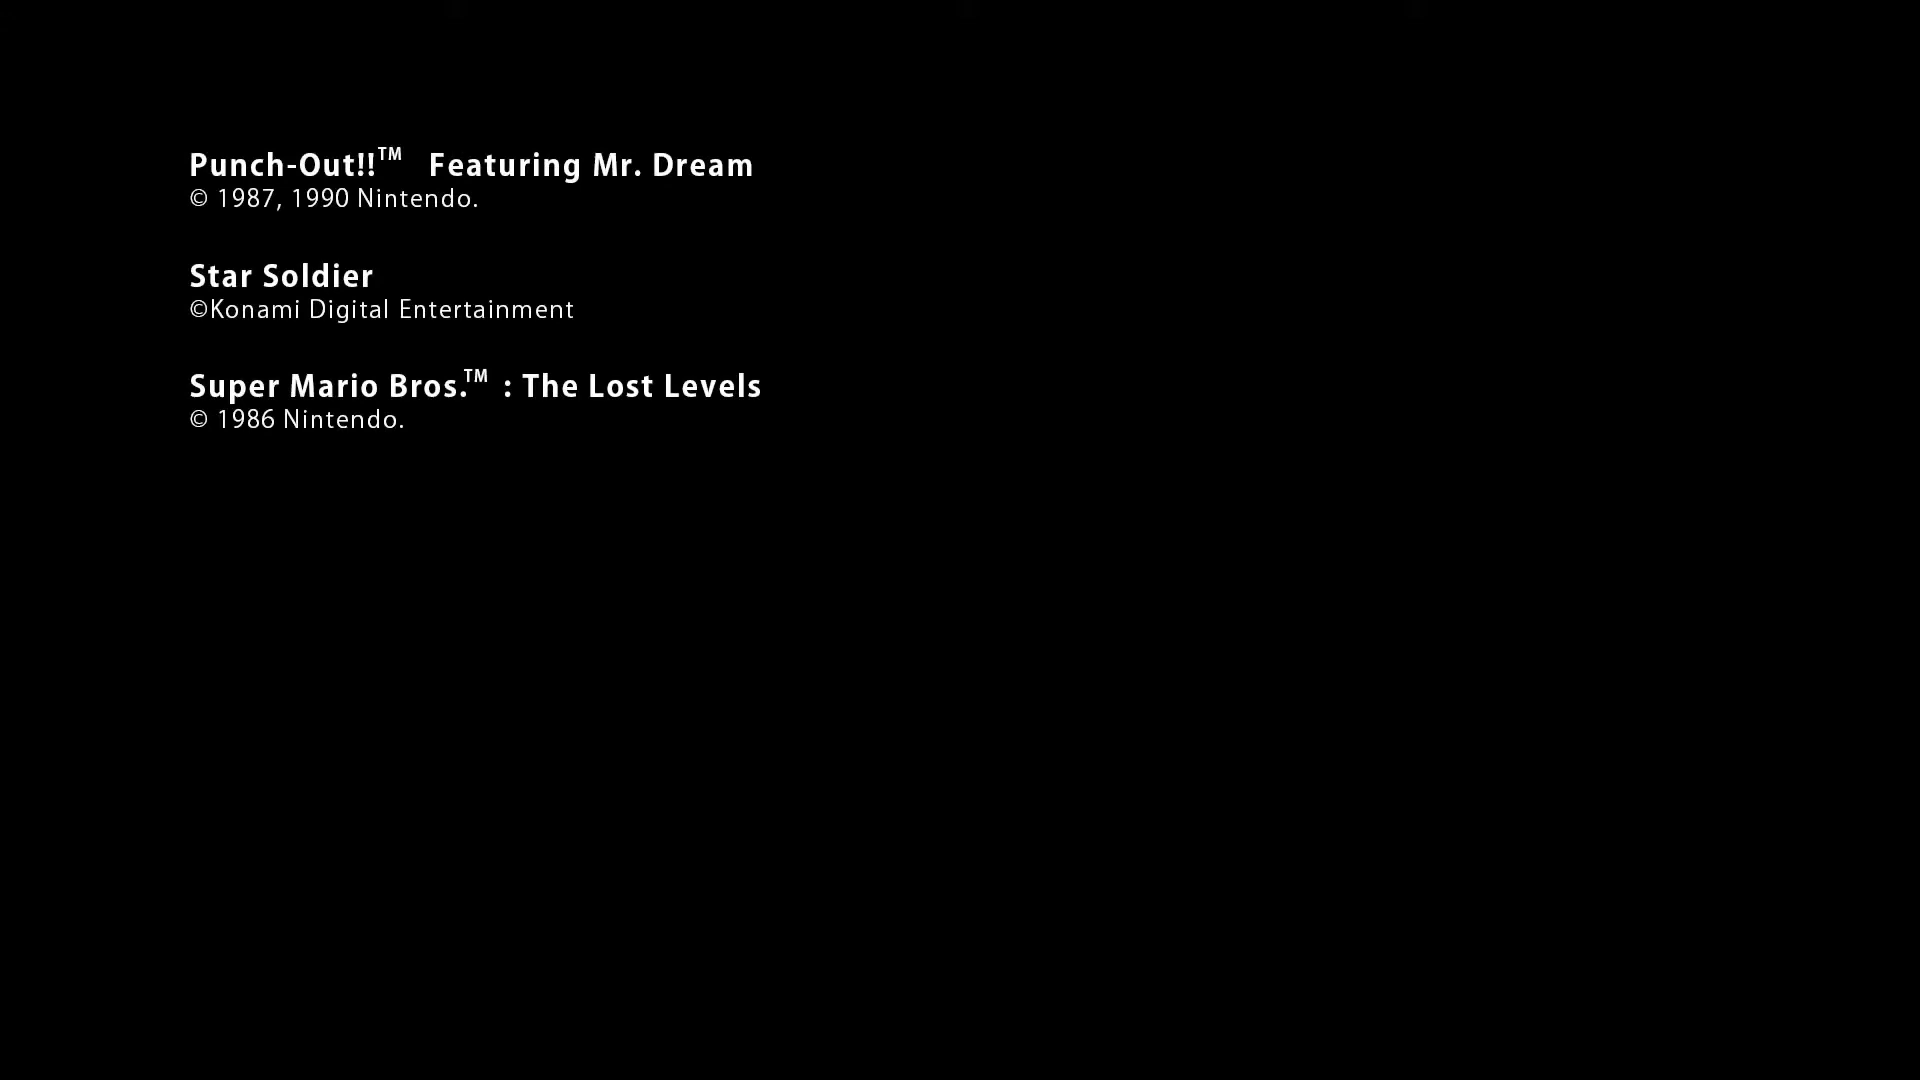 Punch-Out!!™ Featuring Mr. Dream
© 1987, 1990 Nintendo.
Star Soldier
©Konami Digital Entertainment
Super Mario Bros.™ : The Lost Levels
© 1986 Nintendo.